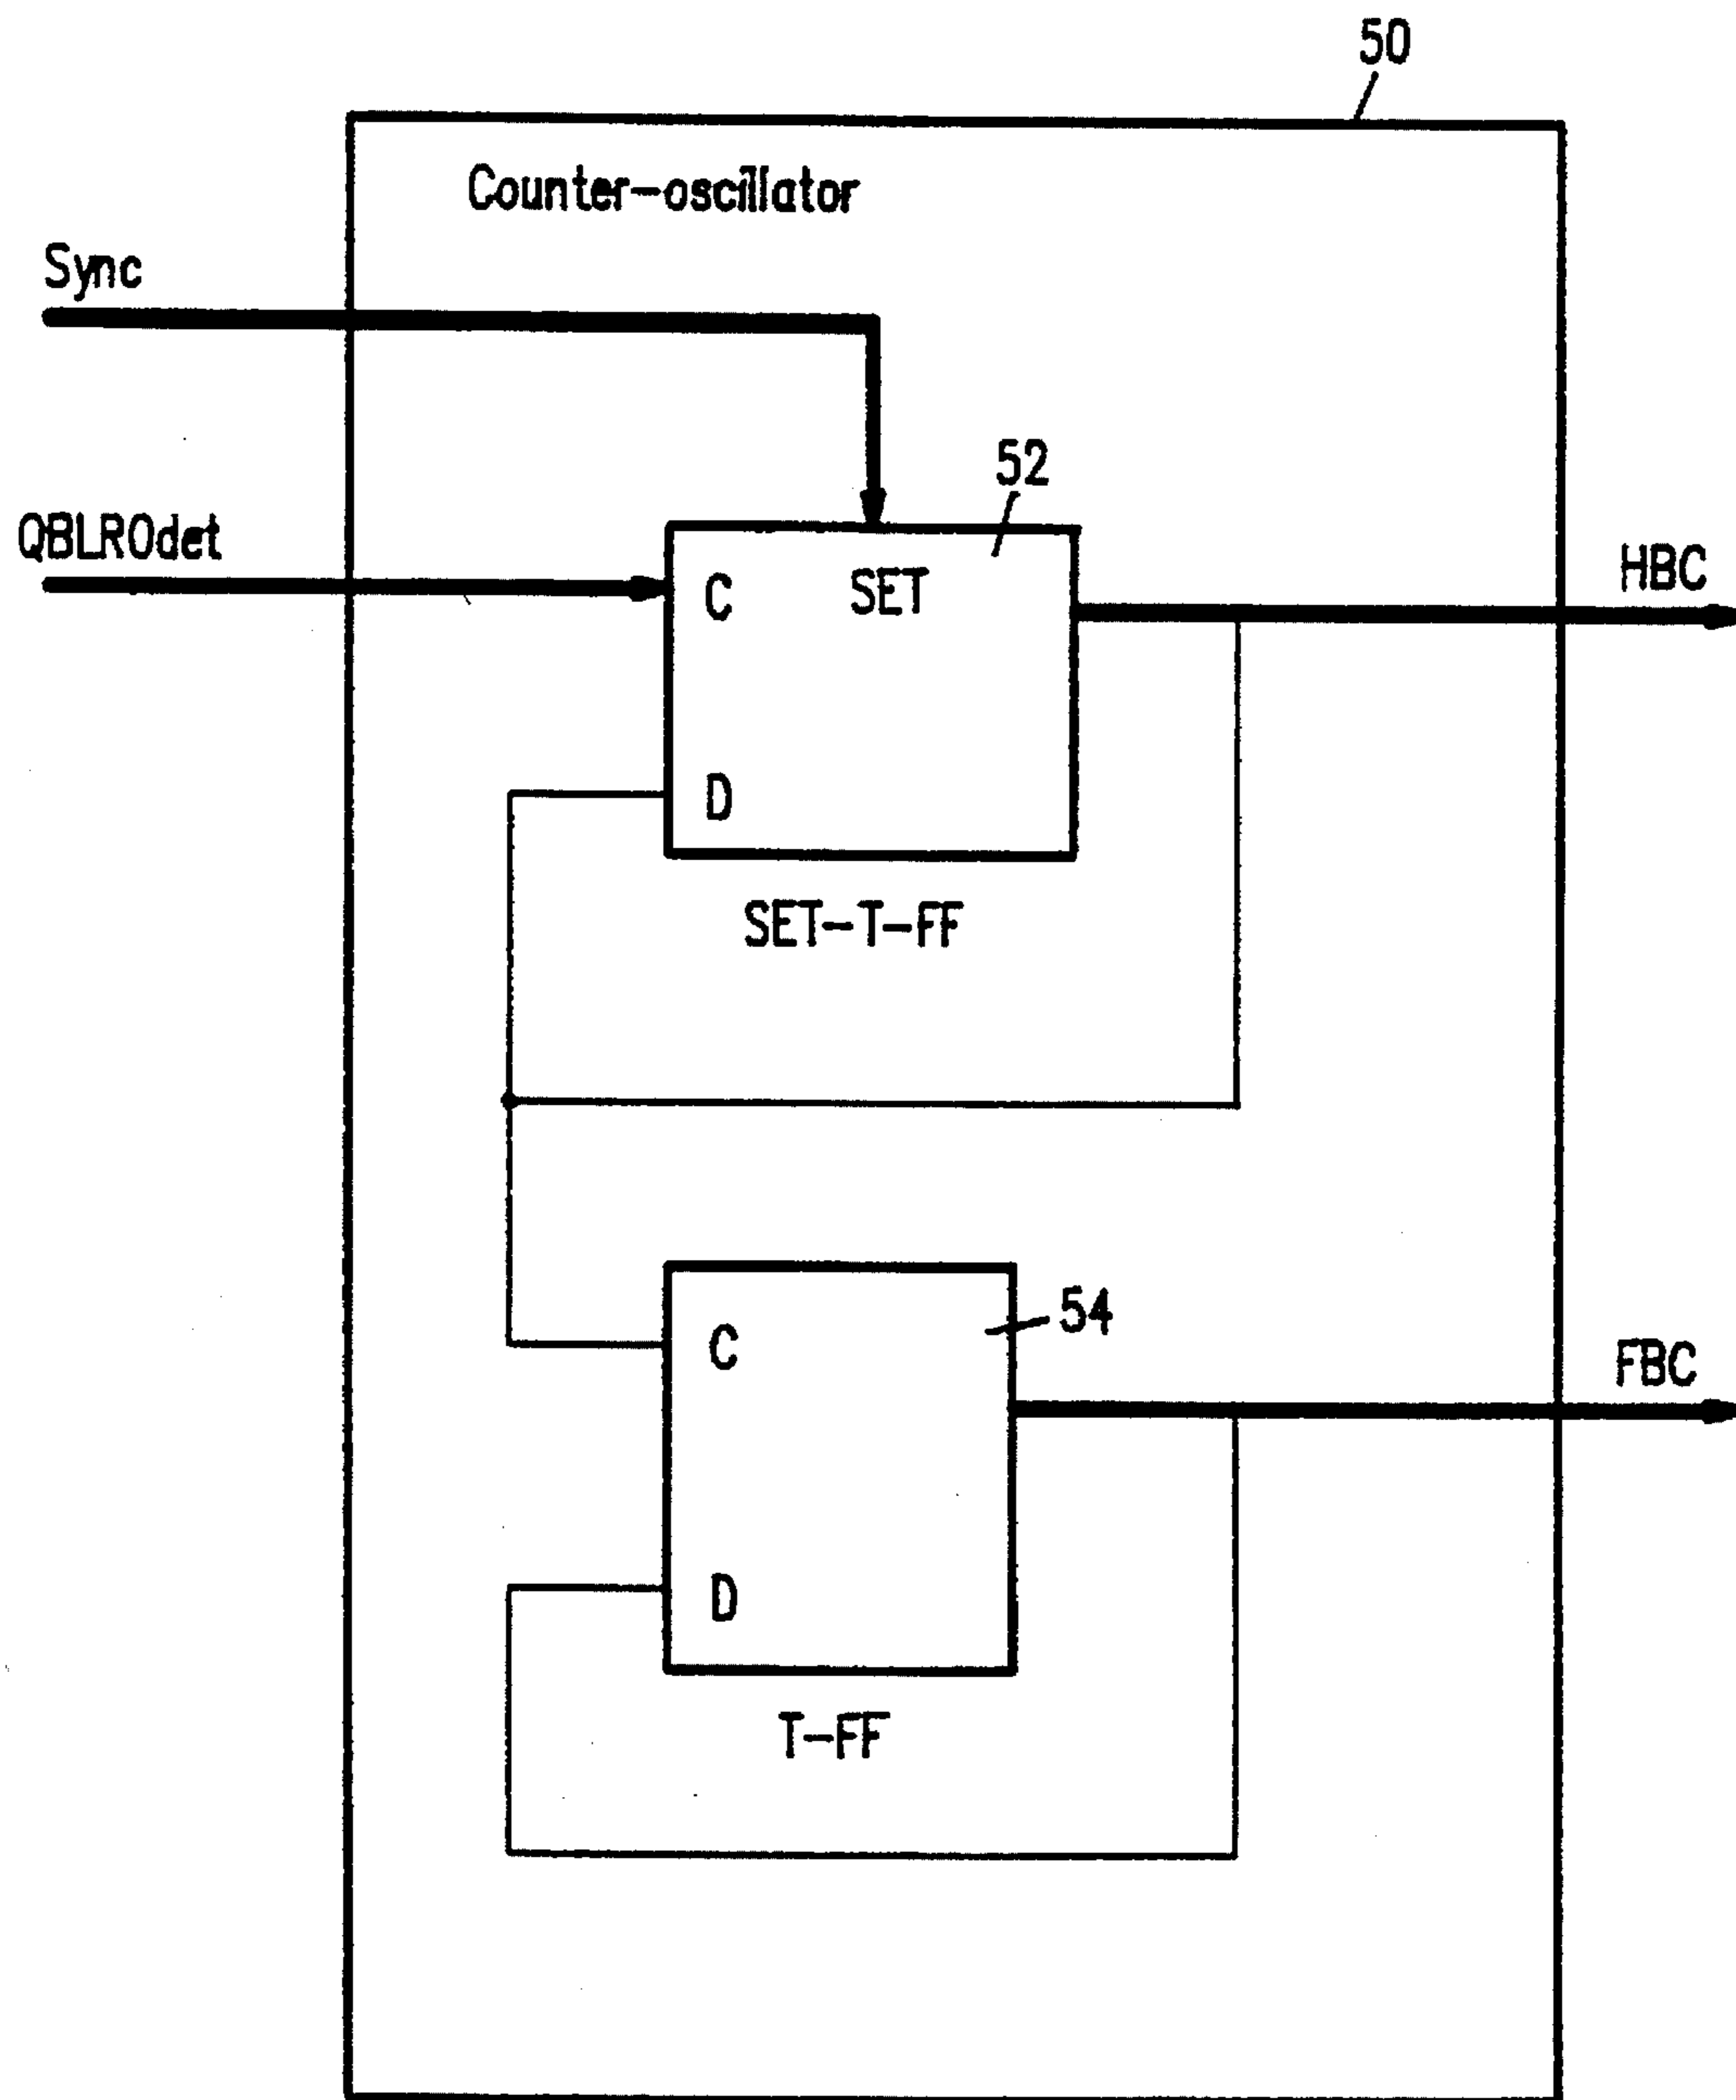 50
Counter-oscillator
Sync
52
QBLROdet
HBC
C
SET
D
SET-T-FF
54
C
FBC
D
T-FF